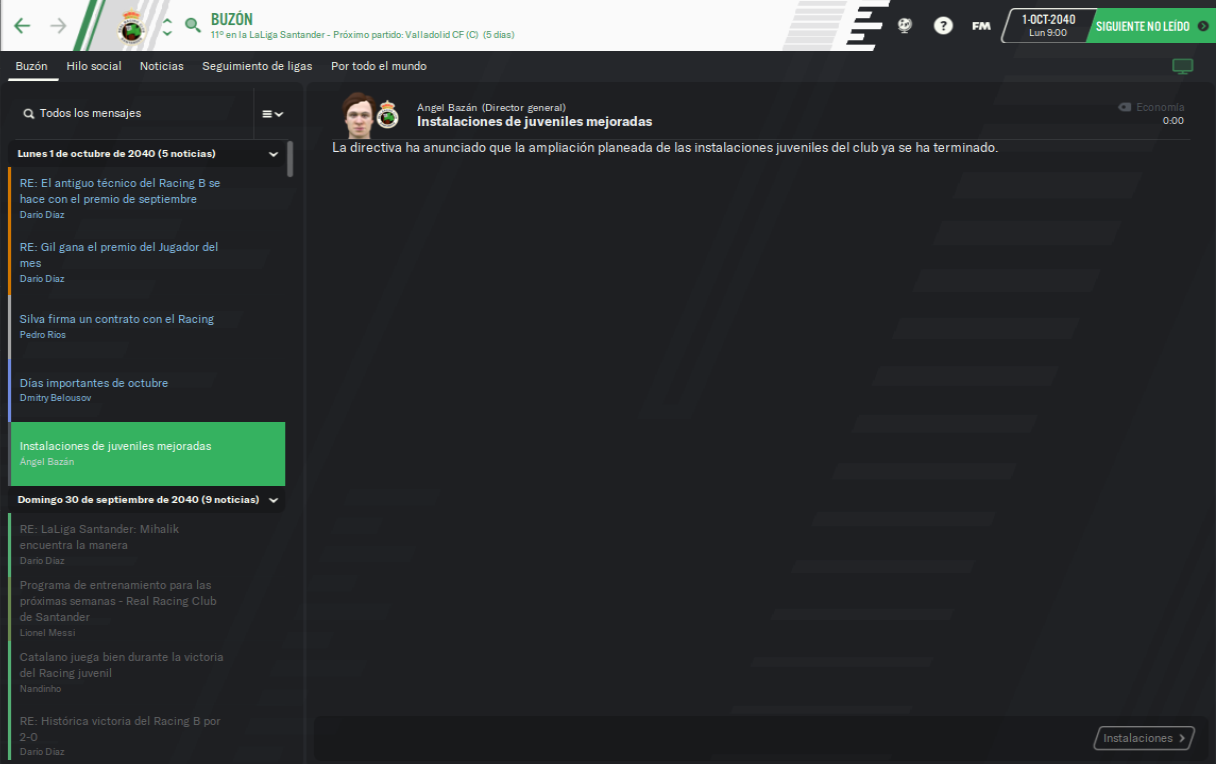 BUZÓN
11º en la LaLiga Santander - Próximo partido: Valladolid CF (C) (5 días)
?
FM
1-OCT-2040
Lun 9:00
SIGUIENTE NO LEÍDO
Buzón
Hilo social
Noticias
Seguimiento de ligas
Por todo el mundo
Todos los mensajes
Lunes 1 de octubre de 2040 (5 noticias)
RE: El antiguo técnico del Racing B se
hace con el premio de septiembre
Darío Díaz
RE: Gil gana el premio del Jugador del
mes
Darío Díaz
Silva firma un contrato con el Racing
Pedro Ríos
Días importantes de octubre
Dmitry Belousov
Instalaciones de juveniles mejoradas
Ángel Bazán
Domingo 30 de septiembre de 2040 (9 noticias)
RE: LaLiga Santander: Mihalik
encuentra la manera
Darío Díaz
Programa de entrenamiento para las
próximas semanas - Real Racing Club
de Santander
Lionel Messi
Catalano juega bien durante la victoria
del Racing juvenil
Nandinho
RE: Histórica victoria del Racing B por
2-0
Darío Díaz
Ángel Bazán (Director general)
Instalaciones de juveniles mejoradas
Economía
0:00
La directiva ha anunciado que la ampliación planeada de las instalaciones juveniles del club ya se ha terminado.
Instalaciones